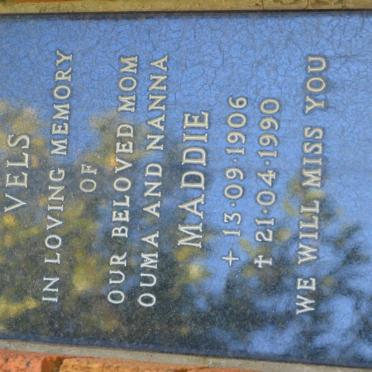 VELS
IN LOVING MEMORY
OF
OUR BELOVED MOM
OUMA AND NANNA
MADDIE
+ 13·09·1906
✝ 21·04·1990
WE WILL MISS YOU